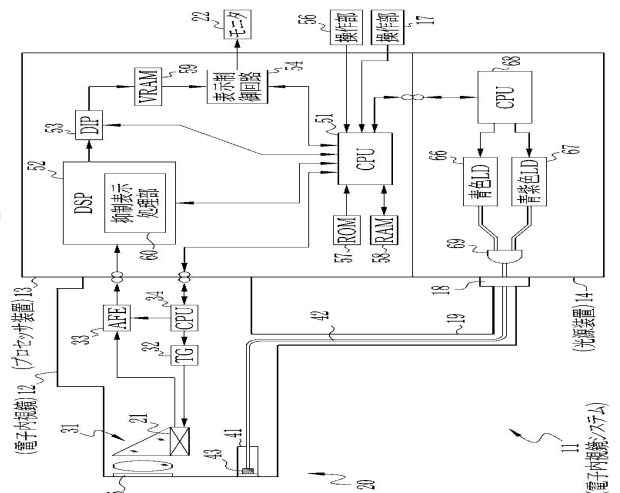 (電子内視鏡システム)
11
(電子内視鏡) 12
(プロセッサ装置) 13
(光源装置) 14
31
21
33
AFE
34
CPU
32
TG
41
43
42
19
18
20
52
DSP
抑制表示
処理部
60
53
DIP
VRAM
59
表示制
御回路
54
モニタ
22
56
操作部
操作部
17
51
CPU
57
ROM
58
RAM
68
CPU
66
青色LD
青紫色LD
67
69